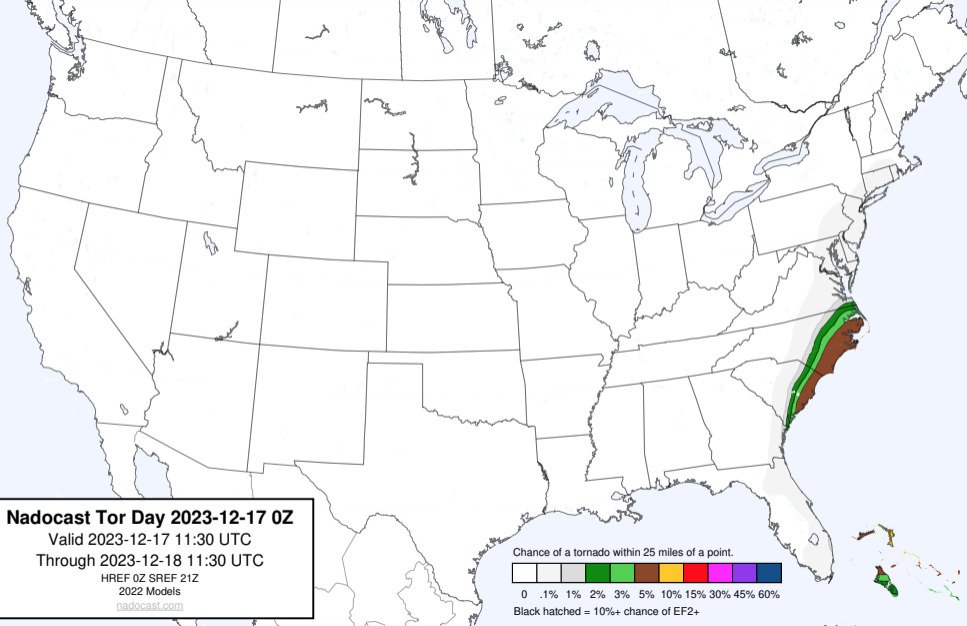 Nadocast Tor Day 2023-12-17 0Z
Valid 2023-12-17 11:30 UTC
Through 2023-12-18 11:30 UTC
HREF 0Z SREF 21Z
2022 Models
nadocast.com
Chance of a tornado within 25 miles of a point.
0 .1% 1% 2% 3% 5% 10% 15% 30% 45% 60%
Black hatched = 10%+ chance of EF2+